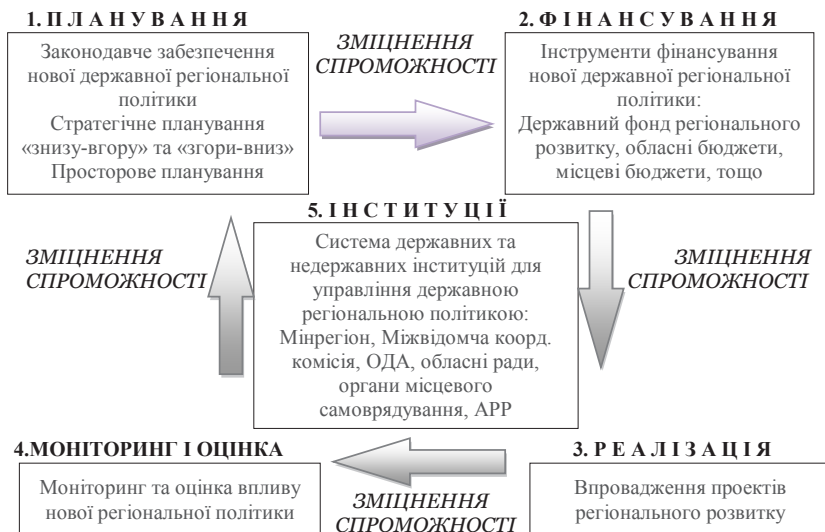 1. П Л А Н У В А Н Н Я
Законодавче забезпечення
нової державної регіональної
політики
Стратегічне планування
«знизу-вгору» та «згори-вниз»
Просторове планування
ЗМІЦНЕННЯ
СПРОМОЖНОСТІ
2. Ф І Н А Н С У В А Н Н Я
Інструменти фінансування
нової державної регіональної
політики:
Державний фонд регіонального
розвитку, обласні бюджети,
місцеві бюджети, тощо
ЗМІЦНЕННЯ
СПРОМОЖНОСТІ
5. І Н С Т И Т У Ц І Ї
Система державних та
недержавних інституцій для
управління державною
регіональною політикою:
Мінрегіон, Міжвідомча коорд.
комісія, ОДА, обласні ради,
органи місцевого
самоврядування, АРР
ЗМІЦНЕННЯ
СПРОМОЖНОСТІ
4.МОНІТОРИНГ І ОЦІНКА
Моніторинг та оцінка впливу
нової регіональної політики
ЗМІЦНЕННЯ
СПРОМОЖНОСТІ
3. Р Е А Л І З А Ц І Я
Впровадження проектів
регіонального розвитку